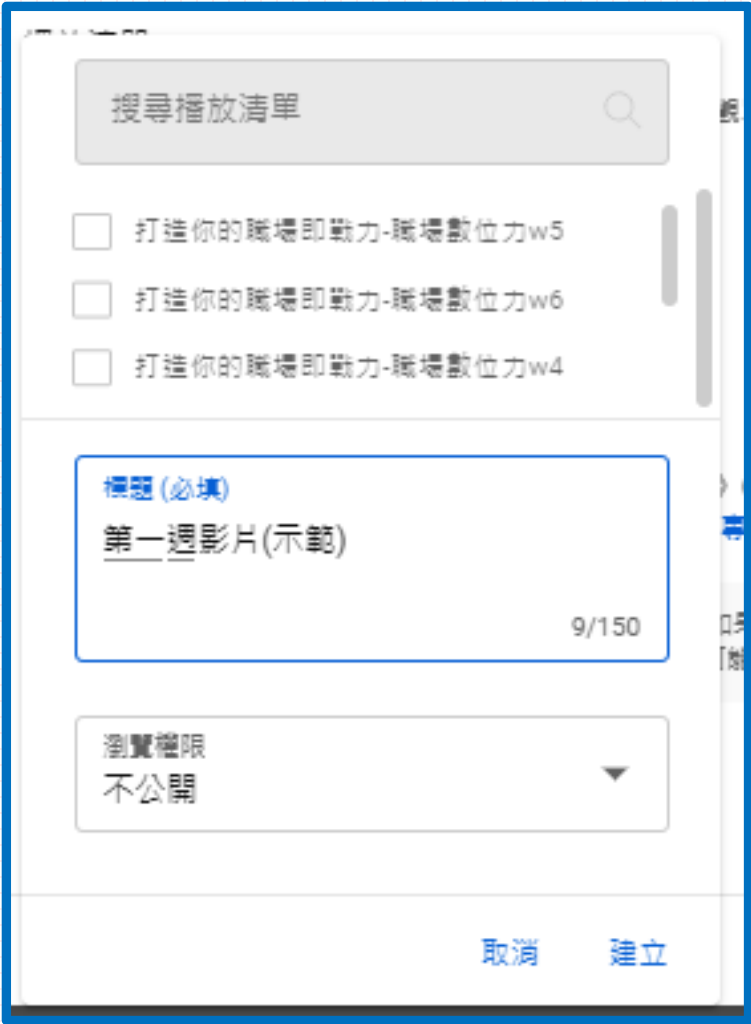 搜尋播放清單
打造你的職場即戰力-職場數位力w5
打造你的職場即戰力-職場數位力w6
打造你的職場即戰力-職場數位力w4
標題 (必填)
第一週影片(示範)
9/150
瀏覽權限
不公開
取消
建立